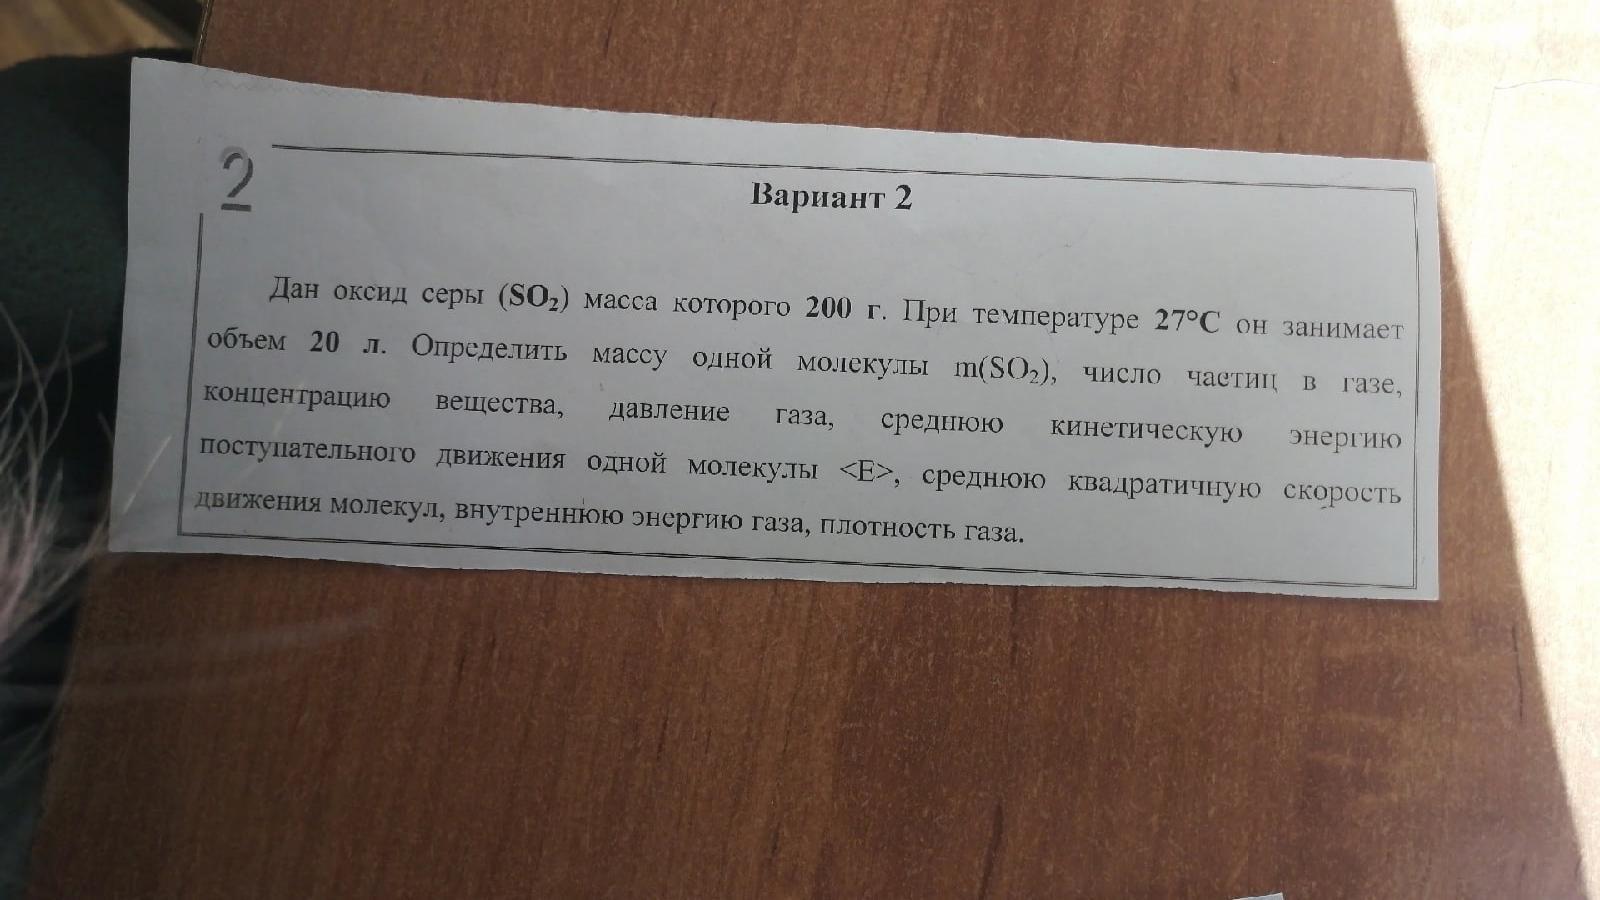 2
Вариант 2
Дан оксид серы (SO₂) масса которого 200 г. При температуре 27°С он занимает
объем 20 л. Определить массу одной молекулы m(SO₂), число частиц в газе,
концентрацию вещества, давление газа, среднюю кинетическую энергию
поступательного движения одной молекулы <E>, среднюю квадратичную скорость
движения молекул, внутреннюю энергию газа, плотность газа.